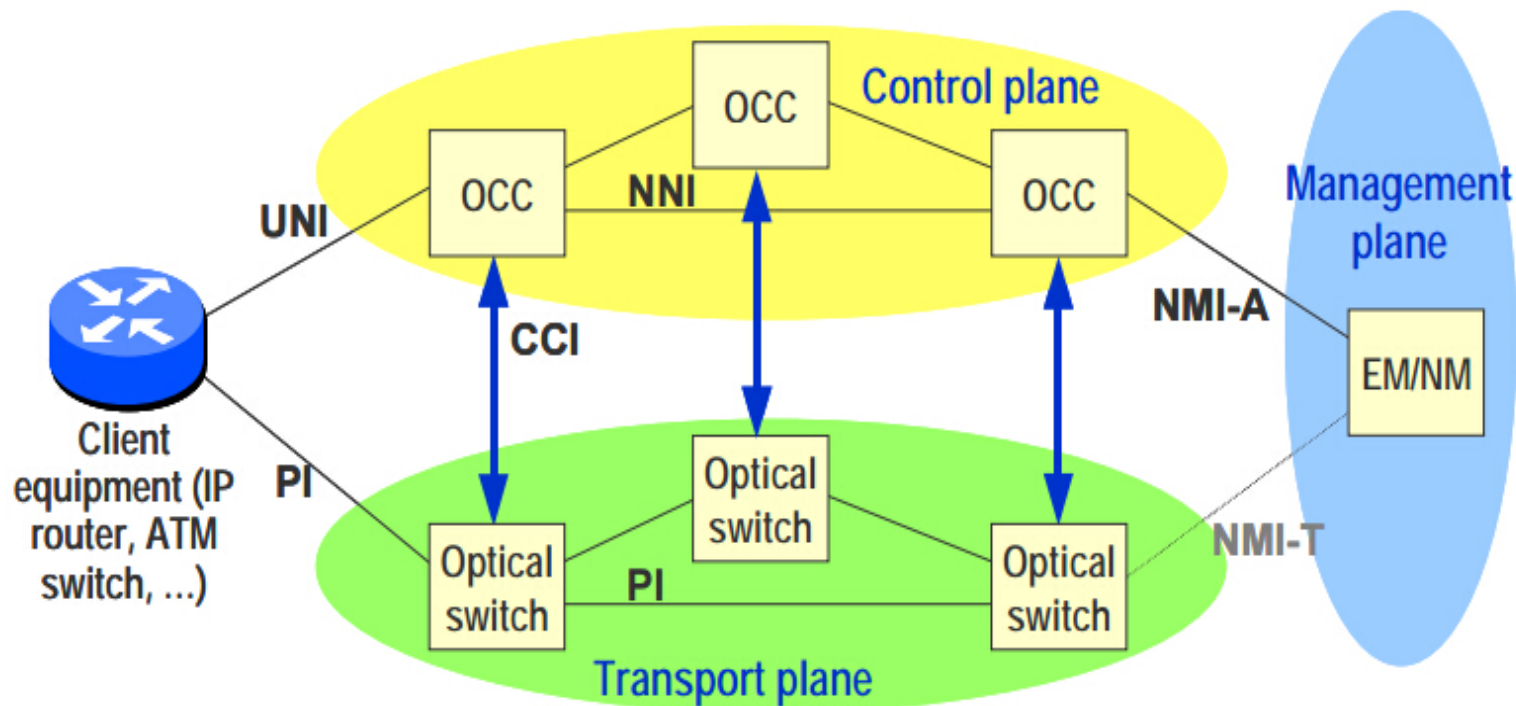 Control plane
OCC
OCC
NNI
OCC
UNI
Management
plane
NMI-A
CCI
EM/NM
Client
equipment (IP
router, ATM
switch, ...)
PI
Optical
switch
Optical
switch
PI
Optical
switch
NMI-T
Transport plane